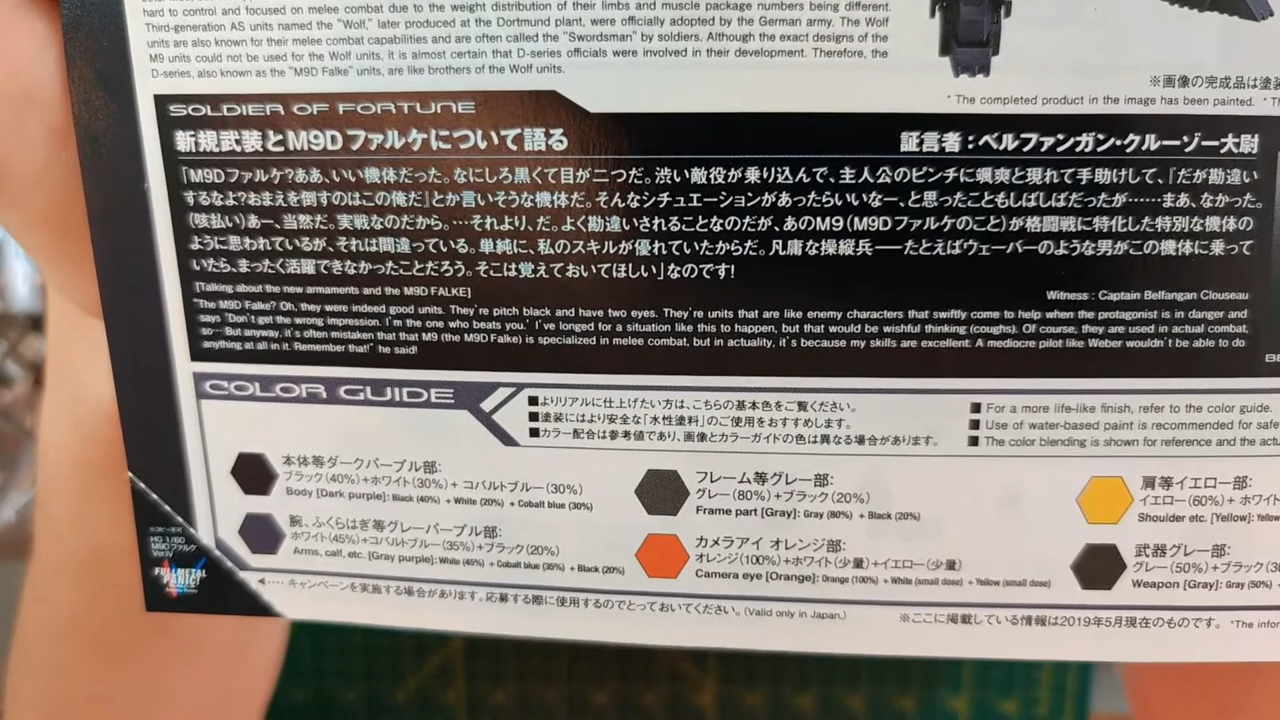 hard to control and focused on melee combat due to the weight distribution of their limbs and muscle package numbers being different.
Third-generation AS units named the "Wolf," later produced at the Dortmund plant, were officially adopted by the German army. The Wolf
units are also known for their melee combat capabilities and are often called the "Swordsman" by soldiers. Although the exact designs of the
M9 units could not be used for the Wolf units, it is almost certain that D-series officials were involved in their development. Therefore, the
D-series, also known as the "M9D Falke" units, are like brothers of the Wolf units.
※画像の完成品は塗装
* The completed product in the image has been painted.
SOLDIER OF FORTUNE
新規武装とM9Dファルケについて語る
証言者:ベルファンガン・クルーゾー大尉
「M9Dファルケ?ああ、いい機体だった。なにしろ黒くて目が二つだ。渋い敵役が乗り込んで、主人公のピンチに颯爽と現れて手助けして、『だが勘違い
するなよ?おまえを倒すのはこの俺だ』とか言いそうな機体だ。そんなシチュエーションがあったらいいなー、と思ったこともしばしばだったが……まあ、なかった。
(咳払い)あー、当然だ。実戦なのだから。…それより、だ。よく勘違いされることなのだが、あのM9(M9Dファルケのこと)が格闘戦に特化した特別な機体の
ように思われているが、それは間違っている。単純に、私のスキルが優れていたからだ。凡庸な操縦兵――たとえばウェーバーのような男がこの機体に乗って
いたら、まったく活躍できなかったことだろう。そこは覚えておいてほしい」なのです!
[Talking about the new armaments and the M9D FALKE]
Witness : Captain Belfangan Clouseau
"The M9D Falke? Oh, they were indeed good units. They're pitch black and have two eyes. They're units that are like enemy characters that swiftly come to help when the protagonist is in danger and
says 'Don't get the wrong impression. I'm the one who beats you.' I've longed for a situation like this to happen, but that would be wishful thinking (coughs). Of course, they are used in actual combat,
so… But anyway, it's often mistaken that that M9 (the M9D Falke) is specialized in melee combat, but in actuality, it's because my skills are excellent. A mediocre pilot like Weber wouldn't be able to do
anything at all in it. Remember that!" he said!
COLOR GUIDE
■よりリアルに仕上げたい方は、こちらの基本色をご覧ください。
■塗装にはより安全な「水性塗料」のご使用をおすすめします。
■カラー配合は参考値であり、画像とカラーガイドの色は異なる場合があります。
■ For a more life-like finish, refer to the color guide.
■ Use of water-based paint is recommended for safe
■ The color blending is shown for reference and the actu
本体等ダークパープル部:
ブラック(40%)+ホワイト(30%)+コバルトブルー(30%)
Body [Dark purple]: Black (40%) + White (20%) + Cobalt blue (30%)
腕、ふくらはぎ等グレーパープル部:
ホワイト(45%)+コバルトブルー(35%)+ブラック(20%)
Arms, calf, etc. [Gray purple]: White (45%) + Cobalt blue (35%) + Black (20%)
フレーム等グレー部:
グレー(80%)+ブラック(20%)
Frame part [Gray]: Gray (80%) + Black (20%)
カメラアイ オレンジ部:
オレンジ(100%)+ホワイト(少量)+イエロー(少量)
Camera eye [Orange]: Orange (100%) + White (small dose) + Yellow (small dose)
肩等イエロー部:
イエロー(60%)+ホワイト
Shoulder etc. [Yellow]: Yellow
武器グレー部:
グレー(50%)+ブラック(30
Weapon [Gray]: Gray (50%)
HG 1/60
M9Dファルケ
Ver.IV
FULLMETAL
PANIC!
◀‥‥ キャンペーンを実施する場合があります。応募する際に使用するのでとっておいてください。(Valid only in Japan.)
※ここに掲載している情報は2019年5月現在のものです。 *The infor